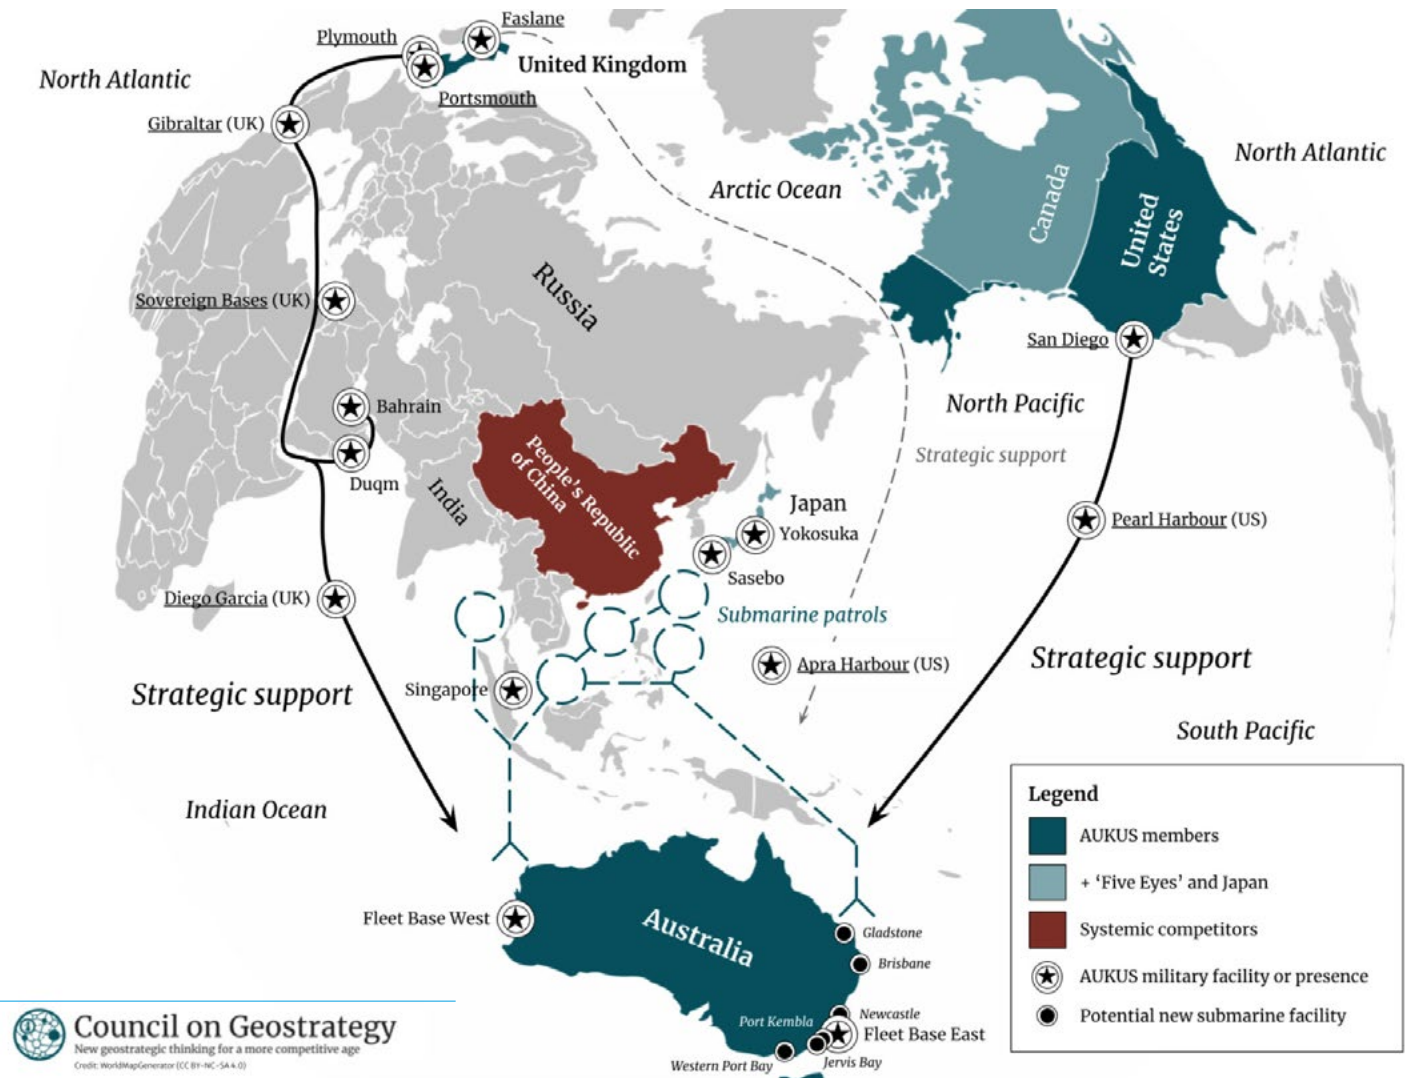 Faslane
Plymouth
United Kingdom
North Atlantic
Portsmouth
Gibraltar (UK)
North Atlantic
Arctic Ocean
Canada
United
States
Russia
Sovereign Bases (UK)
San Diego
Bahrain
North Pacific
Strategic support
People's Republic
of China
Duqm
India
Japan
Yokosuka
Pearl Harbour (US)
Sasebo
Diego Garcia (UK)
Submarine patrols
Apra Harbour (US)
Strategic support
Strategic support
Singapore
South Pacific
Indian Ocean
Legend
AUKUS members
+ ‘Five Eyes’ and Japan
Systemic competitors
AUKUS military facility or presence
Potential new submarine facility
Fleet Base West
Australia
Gladstone
Brisbane
Newcastle
Port Kembla
Fleet Base East
Jervis Bay
Western Port Bay
Council on Geostrategy
New geostrategic thinking for a more competitive age
Credit: WorldMapGenerator (CC BY-NC-SA 4.0)